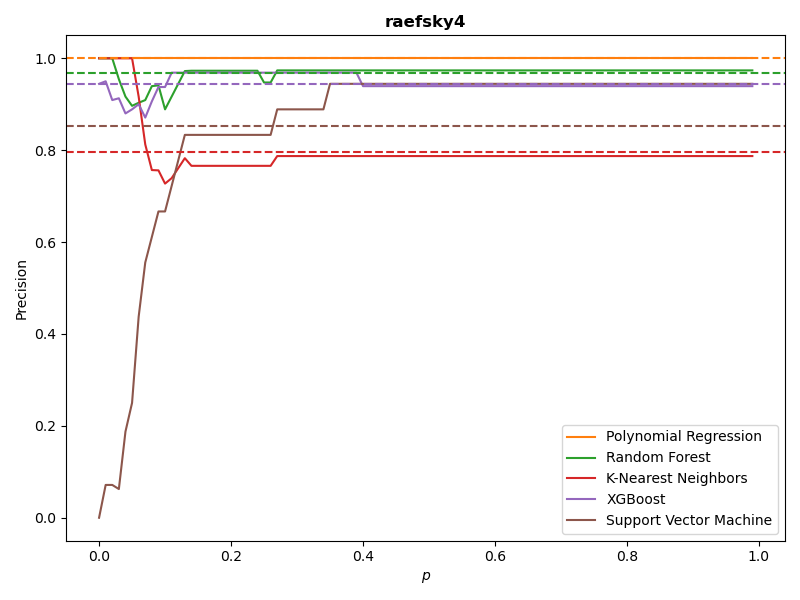 raefsky4
Precision
1.0
0.8
0.6
0.4
0.2
0.0
0.0
0.2
0.4
0.6
0.8
1.0
p
Polynomial Regression
Random Forest
K-Nearest Neighbors
XGBoost
Support Vector Machine